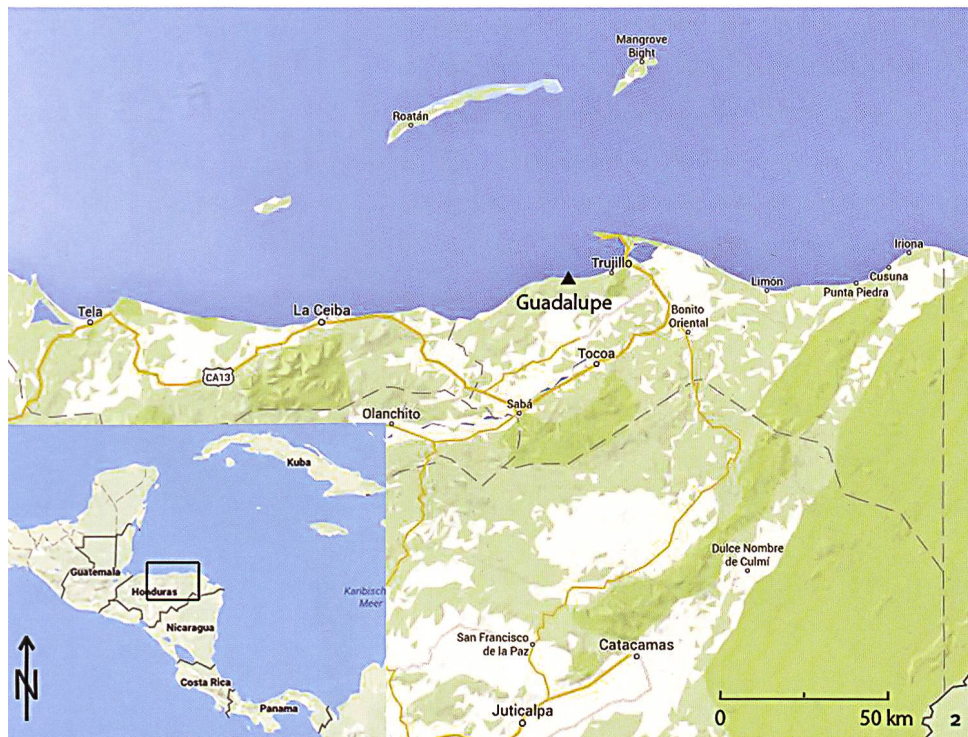 Mangrove
Bight
Roatán
Iriona
Trujillo
Cusuna
Limón
Punta Piedra
Guadalupe
Tela
La Ceiba
Bonito
Oriental
Tocoa
CA13
Sabá
Olanchito
Kuba
Guatemala
Honduras
Karibisch
Meer
Nicaragua
Costa Rica
Panama
Dulce Nombre
de Culmí
San Francisco
de la Paz
Catacamas
Juticalpa
N
0 50 km
2